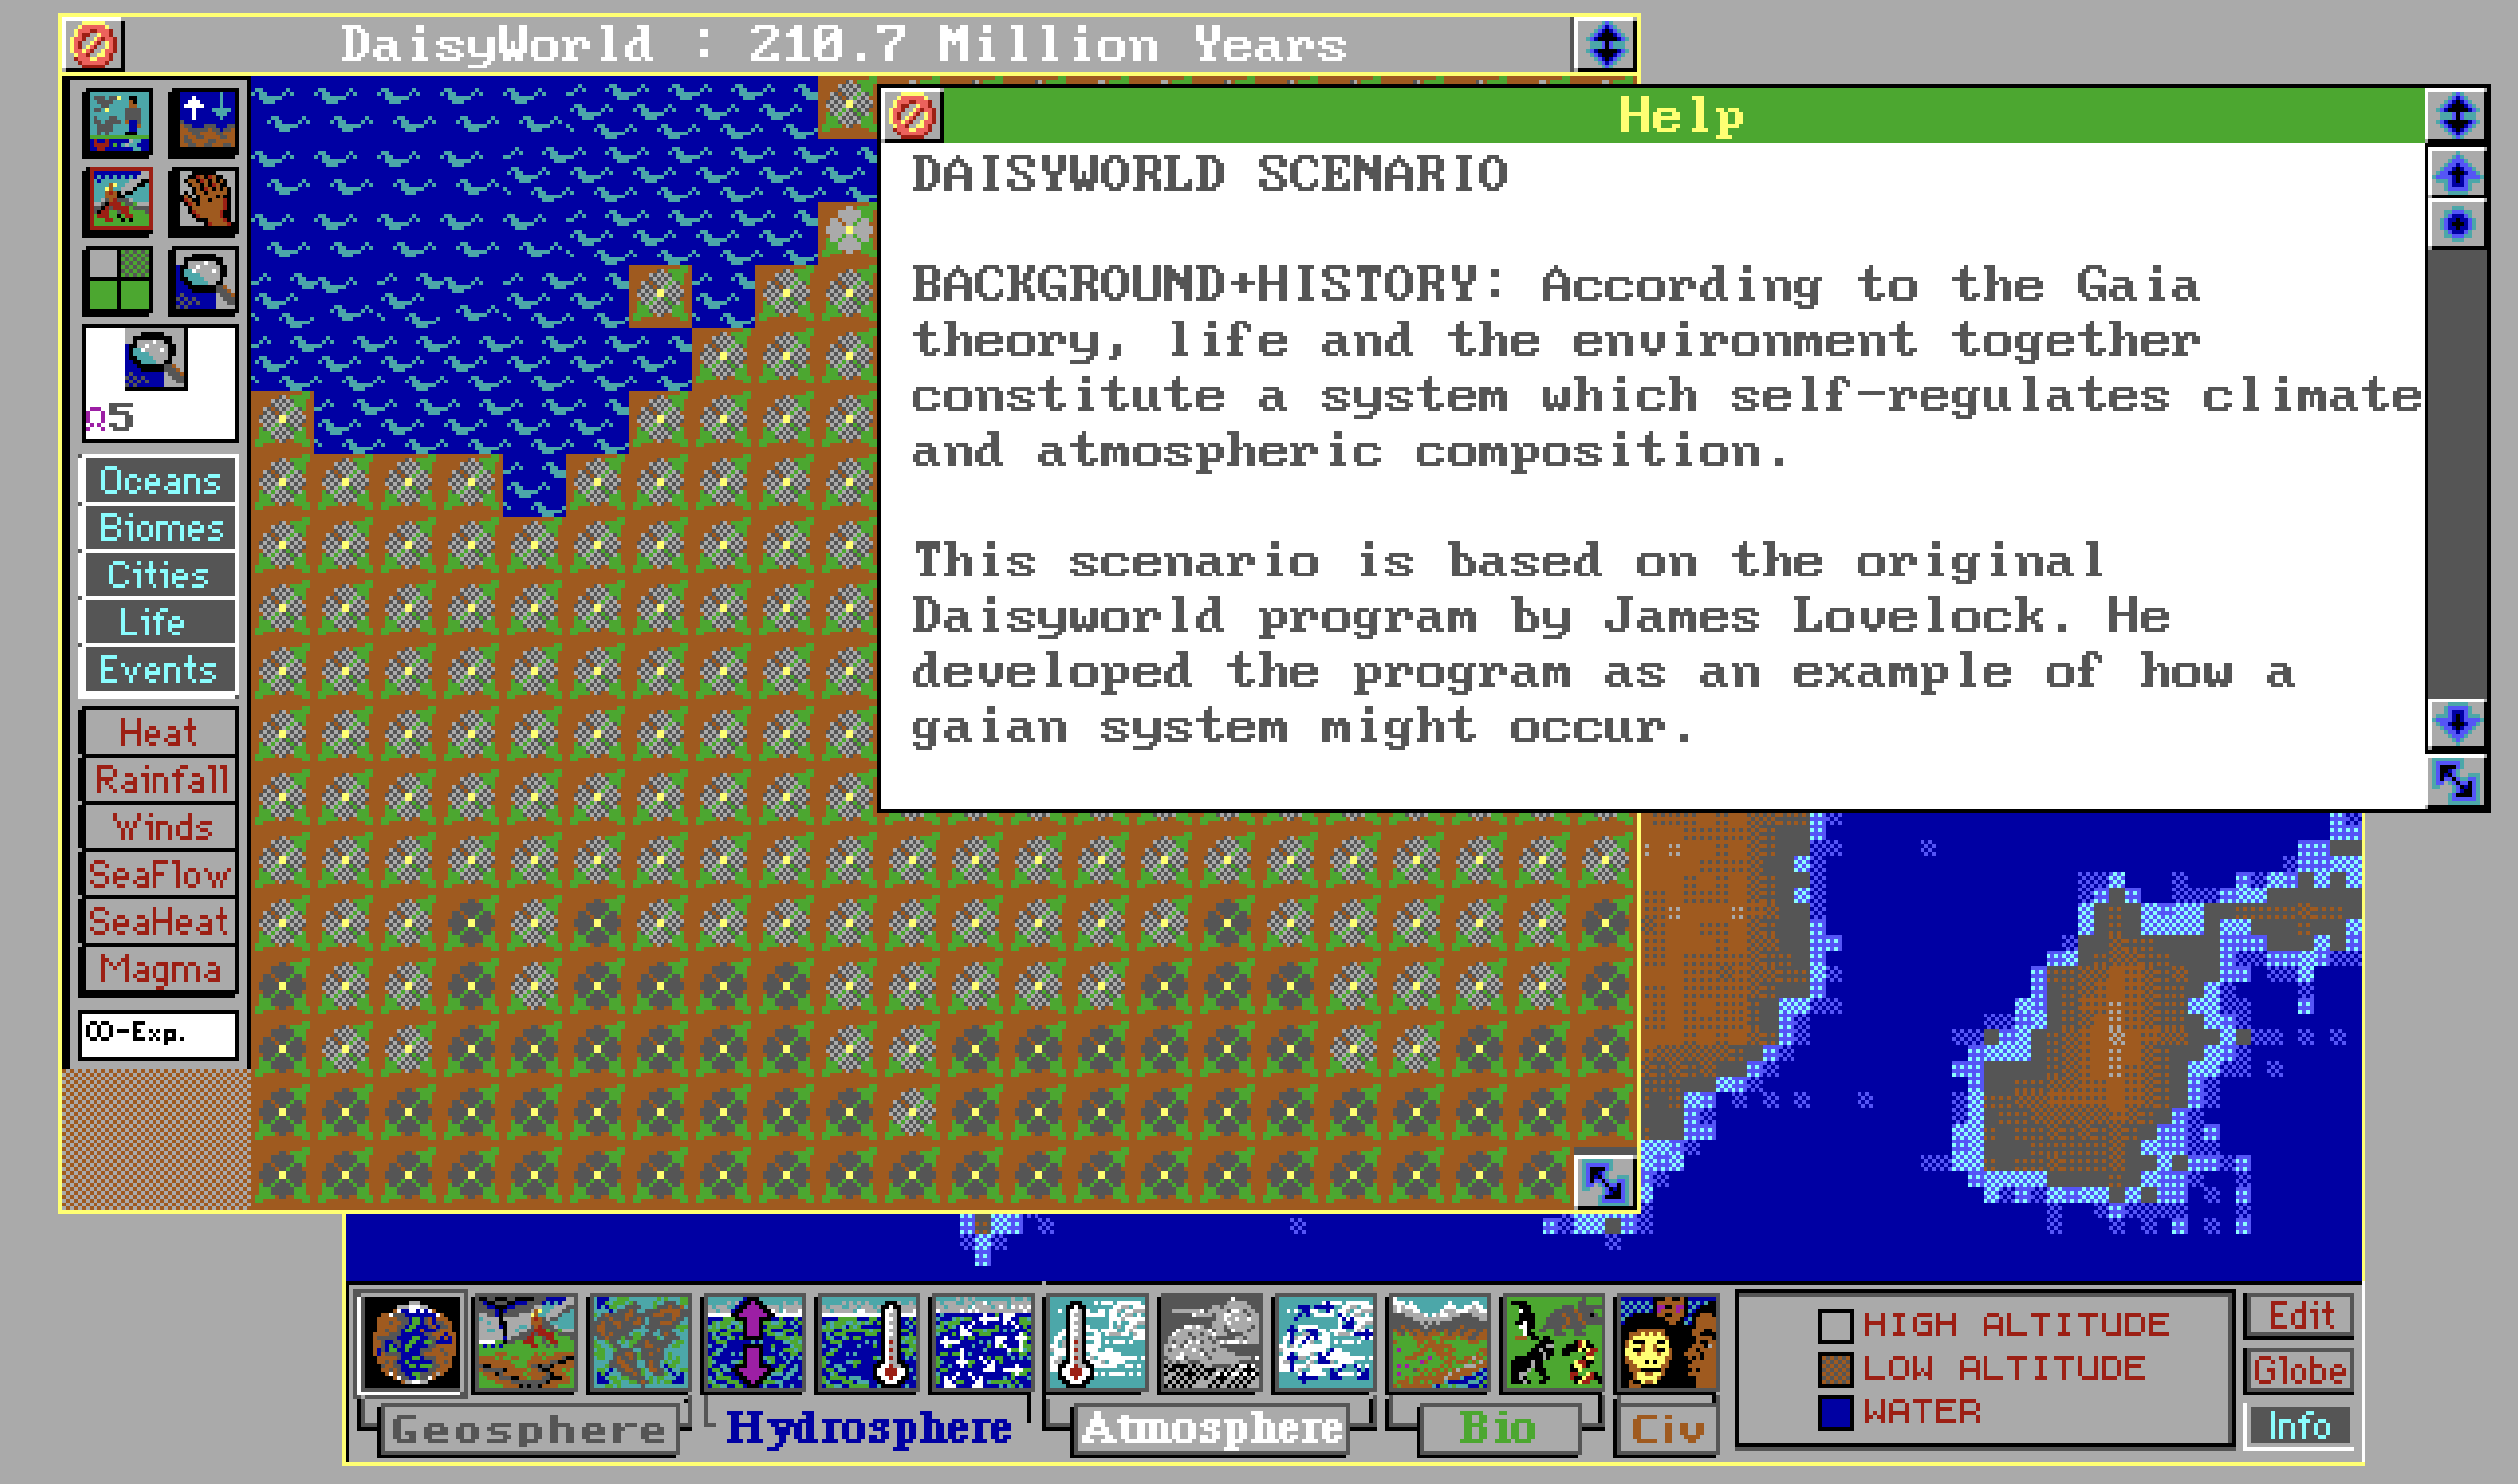 DaisyWorld : 210.7 Million Years
Ω5
Oceans
Biomes
Cities
Life
Events
Heat
Rainfall
Winds
SeaFlow
SeaHeat
Magma
∞-Exp.
Help
DAISYWORLD SCENARIO
BACKGROUND+HISTORY: According to the Gaia
theory, life and the environment together
constitute a system which self-regulates climate
and atmospheric composition.
This scenario is based on the original
Daisyworld program by James Lovelock. He
developed the program as an example of how a
gaian system might occur.
Geosphere
Hydrosphere
Atmosphere
Bio
Civ
HIGH ALTITUDE
LOW ALTITUDE
WATER
Edit
Globe
Info